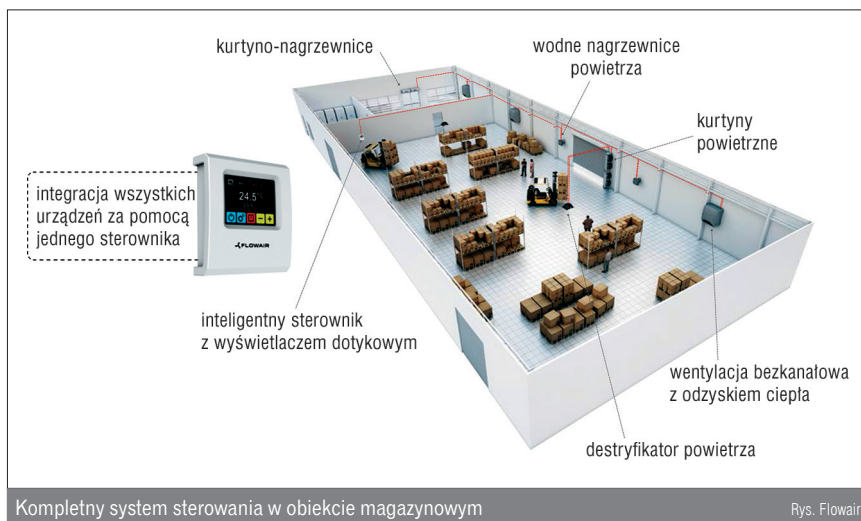 kurtyno-nagrzewnice
wodne nagrzewnice
powietrza
kurtyny
powietrzne
integracja wszystkich
urządzeń za pomocą
jednego sterownika
24.5
FLOWAIR
inteligentny sterownik
z wyświetlaczem dotykowym
wentylacja bezkanałowa
z odzyskiem ciepła
destryfikator powietrza
Kompletny system sterowania w obiekcie magazynowym
Rys. Flowair